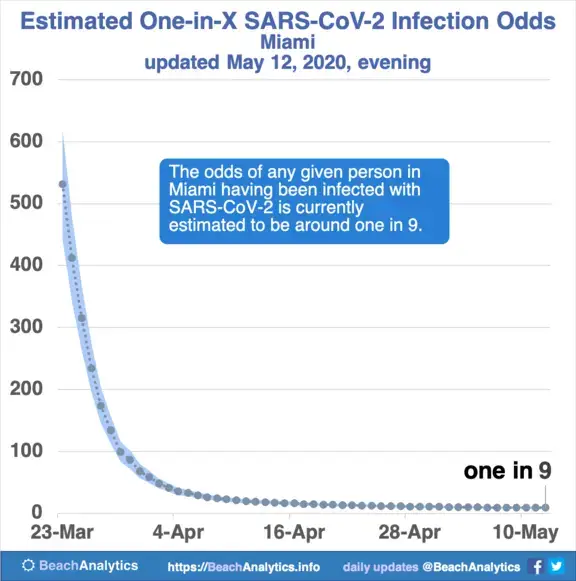 Estimated One-in-X SARS-CoV-2 Infection Odds
Miami
updated May 12, 2020, evening
700
600
The odds of any given person in
Miami having been infected with
SARS-CoV-2 is currently
estimated to be around one in 9.
500
400
300
200
100
one in 9
0
23-Mar 4-Apr 16-Apr 28-Apr 10-May
BeachAnalytics https://BeachAnalytics.info daily updates @BeachAnalytics